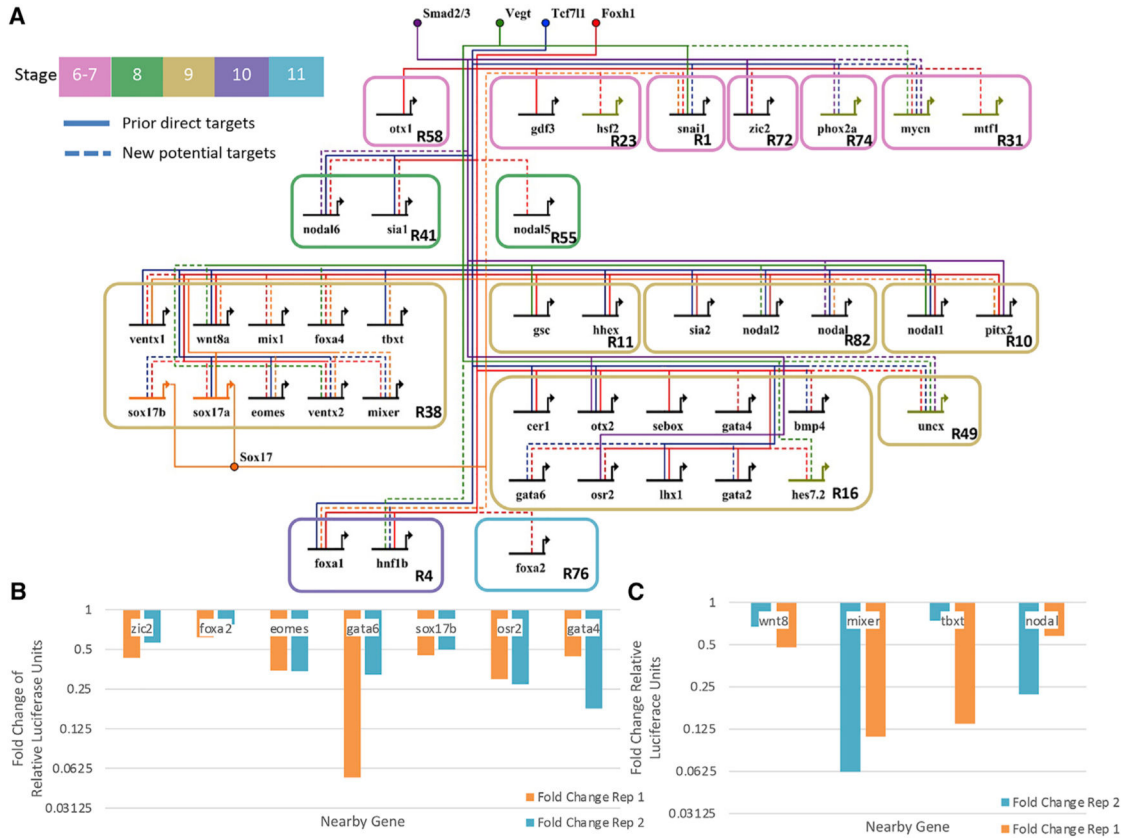 A
Smad2/3 Vegt Tcf7l1 Foxh1
Stage 6-7 8 9 10 11
Prior direct targets
New potential targets
otx1 gdf3 hsf2 snai1 zic2 phox2a mycn mtf1
R58 R23 R1 R72 R74 R31
nodal6 sia1 nodal5
R41 R55
ventx1 wnt8a mix1 foxa4 tbxt gsc hhex sia2 nodal2 nodal nodal1 pitx2
R11 R82 R10
sox17b sox17a eomes ventx2 mixer R38 cer1 otx2 sebox gata4 bmp4 uncx
R49
Sox17
gata6 osr2 lhx1 gata2 hes7.2 R16
foxa1 hnf1b foxa2
R4 R76
B
Fold Change of
Relative Luciferase Units
1
0.5
0.25
0.125
0.0625
0.03125
zic2 foxa2 eomes gata6 sox17b osr2 gata4
Fold Change Rep 1
Fold Change Rep 2
Nearby Gene
C
Fold Change Relative
Luciferace Units
1
0.5
0.25
0.125
0.0625
0.03125
wnt8 mixer tbxt nodal
Fold Change Rep 2
Fold Change Rep 1
Nearby Gene